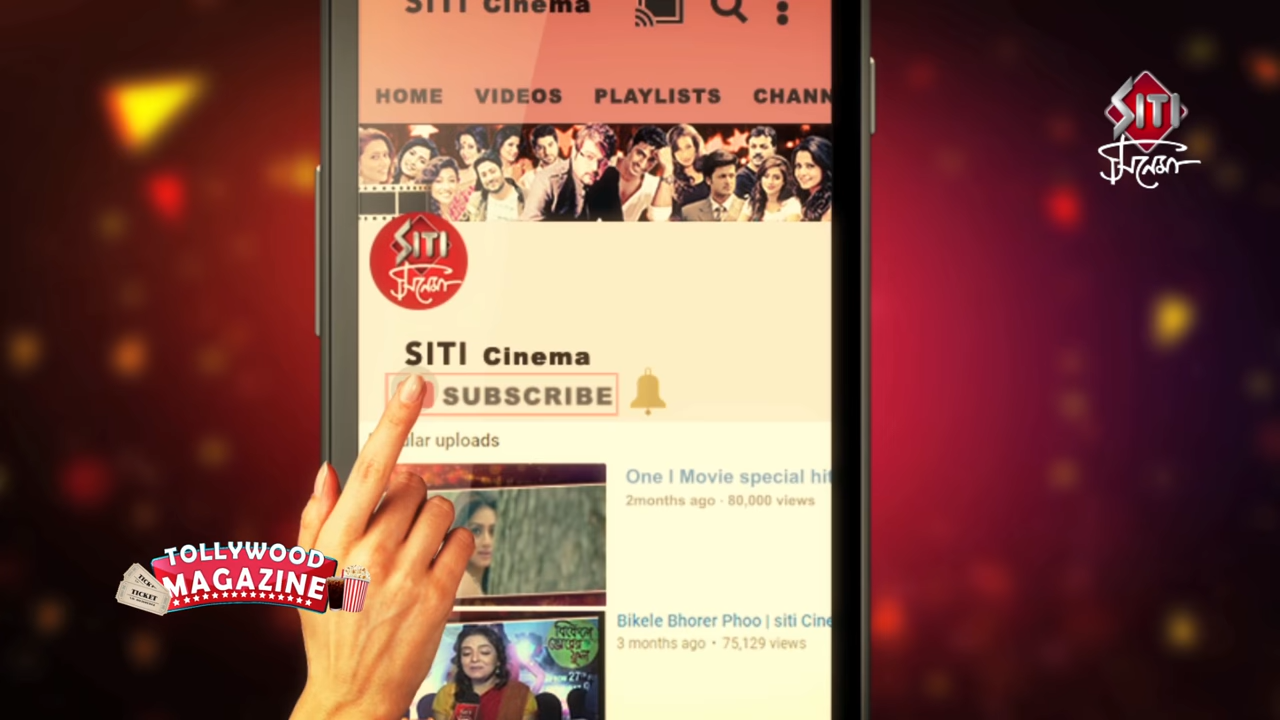 SITI Cinema
HOME VIDEOS PLAYLISTS CHANN
SITI
সিনেমা
SITI
সিনেমা
SITI Cinema
SUBSCRIBE
ular uploads
One I Movie special hit
2months ago · 80,000 views
TOLLYWOOD
MAGAZINE
TICKET
Bikele Bhorer Phoo | siti Cine
3 months ago • 75,129 views
বিকেলে
ভোরের
ফুল
27